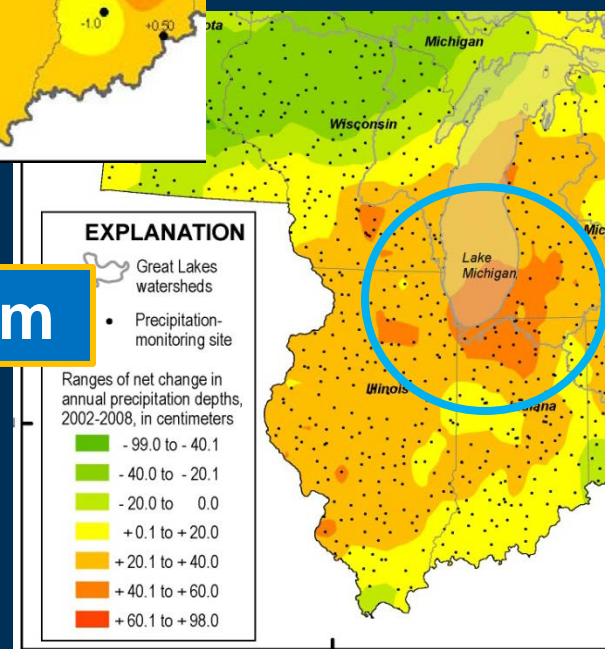 -1.0
+0.50
ota
Michigan
Wisconsin
EXPLANATION
Great Lakes
watersheds
Precipitation-
monitoring site
m
Ranges of net change in
annual precipitation depths,
2002-2008, in centimeters
- 99.0 to - 40.1
- 40.0 to - 20.1
- 20.0 to 0.0
+ 0.1 to + 20.0
+ 20.1 to + 40.0
+ 40.1 to + 60.0
+ 60.1 to + 98.0
Lake
Michigan
Mic
Illinois
iana